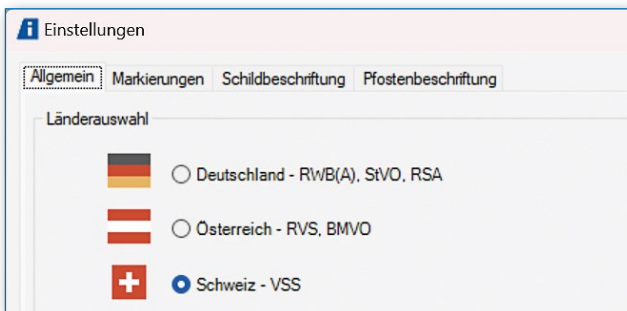 Einstellungen
Allgemein Markierungen Schildbeschriftung Pfostenbeschriftung
Länderauswahl
Deutschland - RWB(A), StVO, RSA
Österreich - RVS, BMVO
Schweiz - VSS